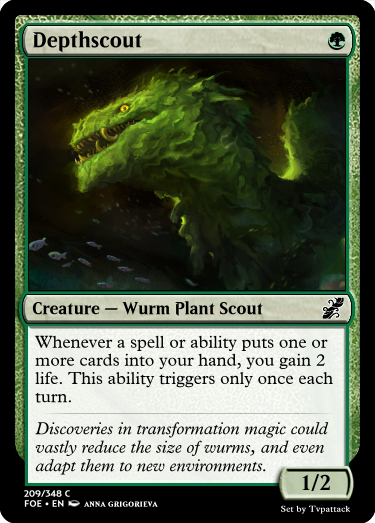 Depthscout
Creature — Wurm Plant Scout
Whenever a spell or ability puts one or
more cards into your hand, you gain 2
life. This ability triggers only once each
turn.
Discoveries in transformation magic could
vastly reduce the size of wurms, and even
adapt them to new environments.
1/2
209/348 C
FOE • EN ANNA GRIGORIEVA
Set by Tvpattack